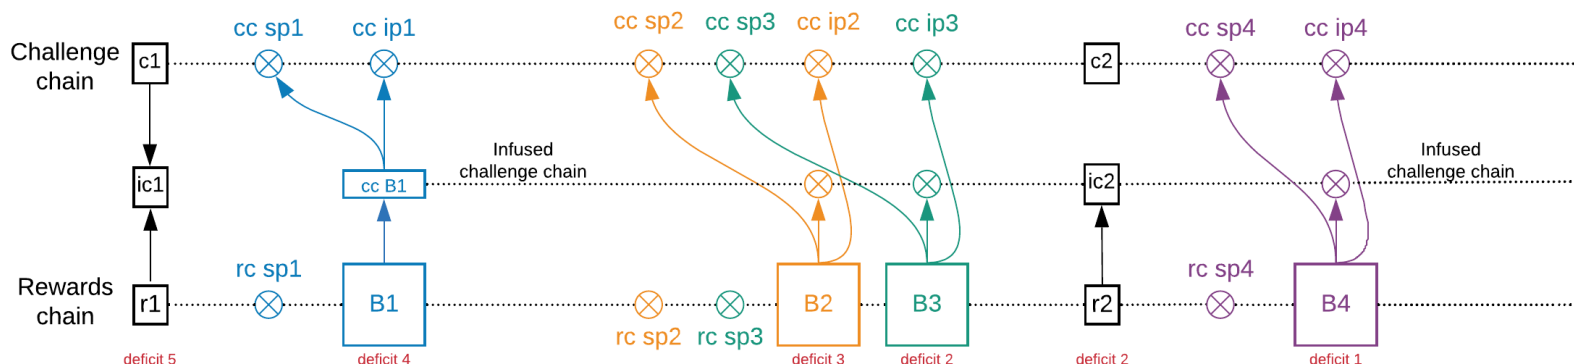 cc sp1 cc ip1 cc sp2 cc sp3 cc ip2 cc ip3 cc sp4 cc ip4
Challenge
chain
c1 c2
Infused
challenge chain
Infused
challenge chain
ic1 cc B1 ic2
rc sp1 rc sp4
Rewards
chain
r1 B1 B2 B3 r2 B4
rc sp2 rc sp3
deficit 5 deficit 4 deficit 3 deficit 2 deficit 2 deficit 1